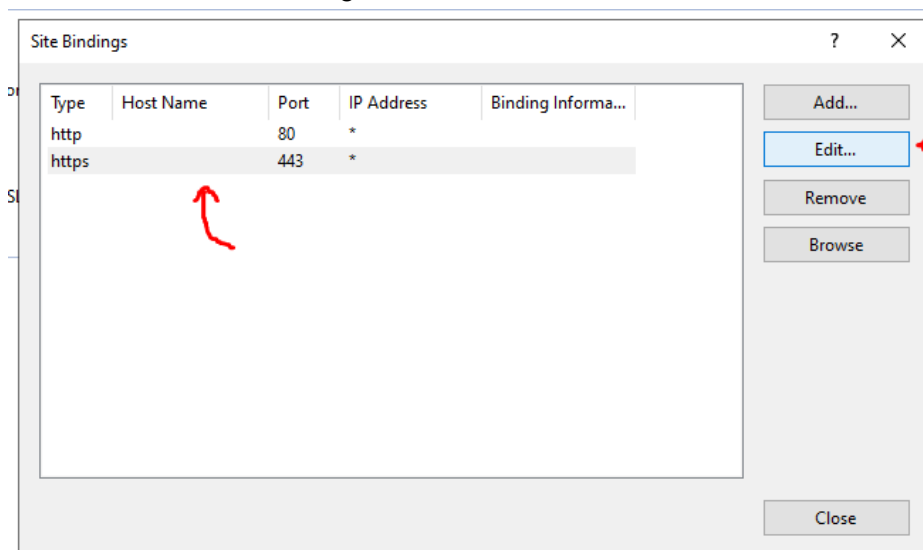 Site Bindings ? X
Type Host Name Port IP Address Binding Informa...
http 80 *
https 443 *
Add...
Edit...
Remove
Browse
Close